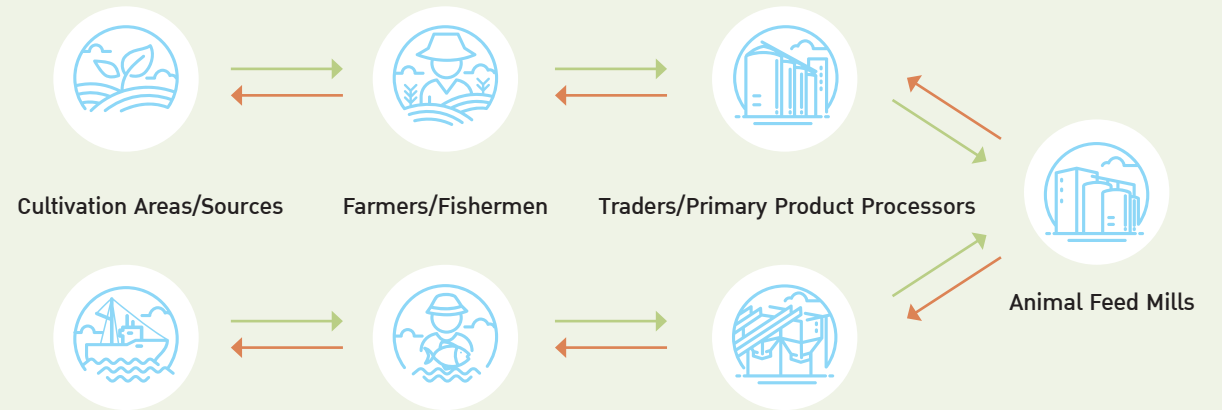 Cultivation Areas/Sources
Farmers/Fishermen
Traders/Primary Product Processors
Animal Feed Mills